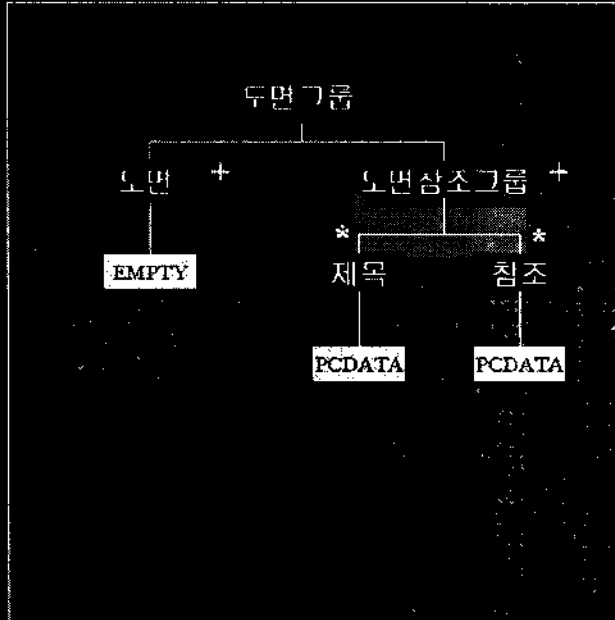 도면그룹
도면 + 도면참조그룹 +
* *
EMPTY 제목 참조
PCDATA PCDATA